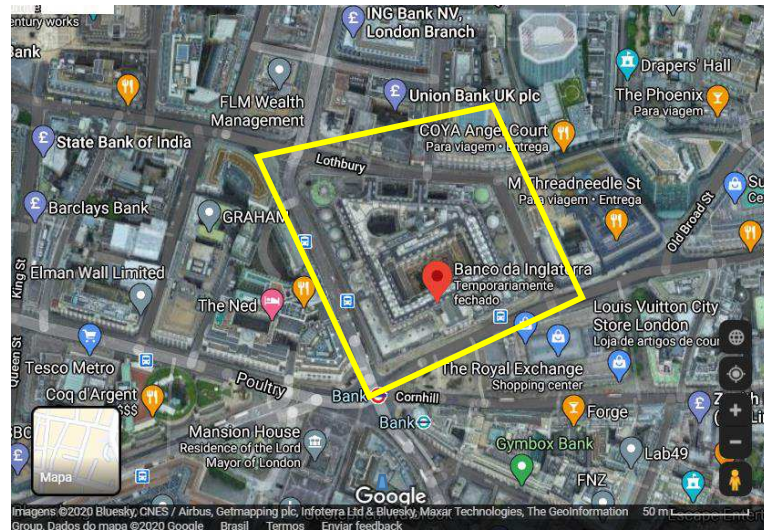 entury works
ank
ING Bank NV,
London Branch
Drapers' Hall
FLM Wealth
Management
Union Bank UK plc
The Phoenix
Para viagem
State Bank of India
COYA Angel Court
Para viagem • Entrega
Lothbury
M Threadneedle St
Para viagem • Entrega
Su
Ce
Barclays Bank
GRAHAM
Old Broad St
King St
Elman Wall Limited
Banco da Inglaterra
Temporariamente
fechado
The Ned
Louis Vuitton City
Store London
Loja de artigos de cour
Queen St
Tesco Metro
Poultry
The Royal Exchange
Shopping center
Coq d'Argent
$$$
Bank
Cornhill
Forge
Bank
Mansion House
Residence of the Lord
Mayor of London
Gymbox Bank
Lab49
FNZ
Mapa
Google
Imagens ©2020 Bluesky, CNES / Airbus, Getmapping plc, Infoterra Ltd & Bluesky, Maxar Technologies, The GeoInformation
50 m
Group, Dados do mapa ©2020 Google
Brasil
Termos
Enviar feedback